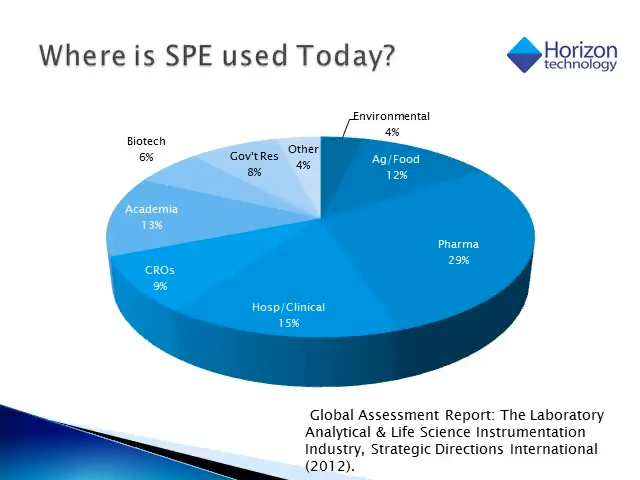 Where is SPE used Today?
Horizon
technology
Environmental
4%
Ag/Food
12%
Pharma
29%
Hosp/Clinical
15%
CROs
9%
Academia
13%
Biotech
6%
Gov't Res
8%
Other
4%
Global Assessment Report: The Laboratory
Analytical & Life Science Instrumentation
Industry, Strategic Directions International
(2012).